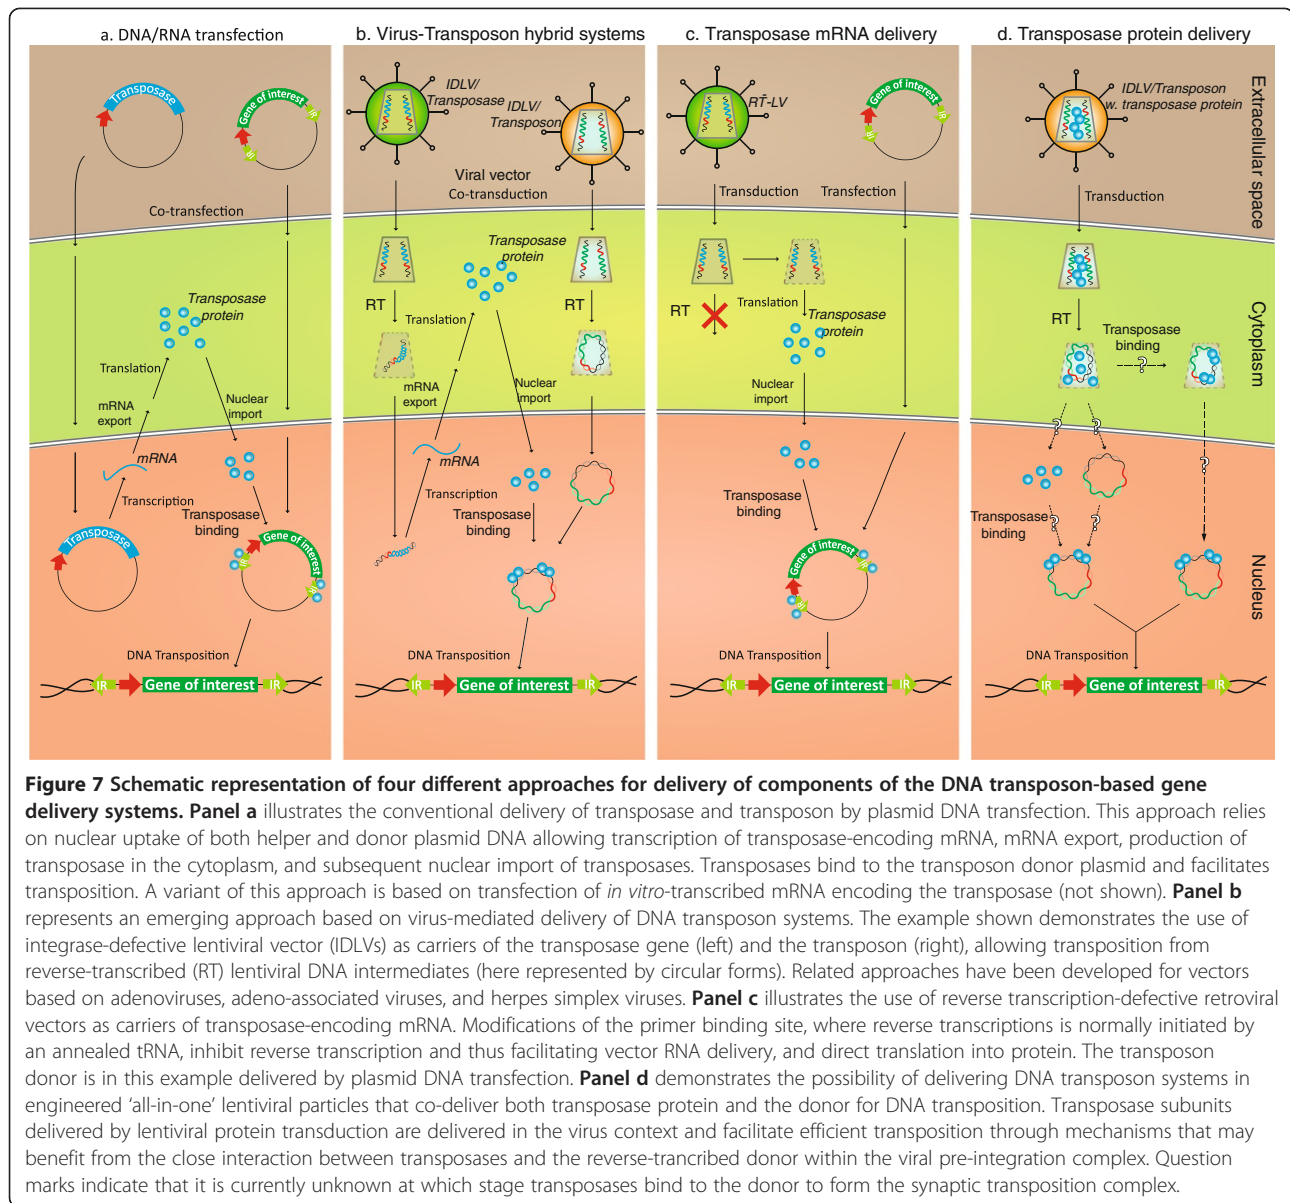 a. DNA/RNA transfection
Transposase
Gene of interest
IR
IR
Co-transfection
Transposase
protein
Translation
mRNA
export
Nuclear
import
mRNA
Transcription
Transposase
binding
Transposase
Gene of interest
IR
IR
DNA Transposition
IR
Gene of interest
IR
b. Virus-Transposon hybrid systems
IDLV/
Transposase
IDLV/
Transposon
Viral vector
Co-transduction
Transposase
protein
RT
RT
Translation
mRNA
export
Nuclear
import
mRNA
Transcription
Transposase
binding
DNA Transposition
IR
Gene of interest
IR
c. Transposase mRNA delivery
RT̄-LV
Gene of interest
IR
IR
Transduction
Transfection
RT
Translation
Transposase
protein
Nuclear
import
Transposase
binding
Gene of interest
IR
IR
DNA Transposition
IR
Gene of interest
IR
d. Transposase protein delivery
IDLV/Transposon
w. transposase protein
Transduction
RT
Transposase
binding
?
?
?
?
Transposase
binding
?
?
DNA Transposition
IR
Gene of interest
IR
Extracellular space
Cytoplasm
Nucleus
Figure 7 Schematic representation of four different approaches for delivery of components of the DNA transposon-based gene
delivery systems. Panel a illustrates the conventional delivery of transposase and transposon by plasmid DNA transfection. This approach relies
on nuclear uptake of both helper and donor plasmid DNA allowing transcription of transposase-encoding mRNA, mRNA export, production of
transposase in the cytoplasm, and subsequent nuclear import of transposases. Transposases bind to the transposon donor plasmid and facilitates
transposition. A variant of this approach is based on transfection of in vitro-transcribed mRNA encoding the transposase (not shown). Panel b
represents an emerging approach based on virus-mediated delivery of DNA transposon systems. The example shown demonstrates the use of
integrase-defective lentiviral vector (IDLVs) as carriers of the transposase gene (left) and the transposon (right), allowing transposition from
reverse-transcribed (RT) lentiviral DNA intermediates (here represented by circular forms). Related approaches have been developed for vectors
based on adenoviruses, adeno-associated viruses, and herpes simplex viruses. Panel c illustrates the use of reverse transcription-defective retroviral
vectors as carriers of transposase-encoding mRNA. Modifications of the primer binding site, where reverse transcriptions is normally initiated by
an annealed tRNA, inhibit reverse transcription and thus facilitating vector RNA delivery, and direct translation into protein. The transposon
donor is in this example delivered by plasmid DNA transfection. Panel d demonstrates the possibility of delivering DNA transposon systems in
engineered ‘all-in-one’ lentiviral particles that co-deliver both transposase protein and the donor for DNA transposition. Transposase subunits
delivered by lentiviral protein transduction are delivered in the virus context and facilitate efficient transposition through mechanisms that may
benefit from the close interaction between transposases and the reverse-trancribed donor within the viral pre-integration complex. Question
marks indicate that it is currently unknown at which stage transposases bind to the donor to form the synaptic transposition complex.